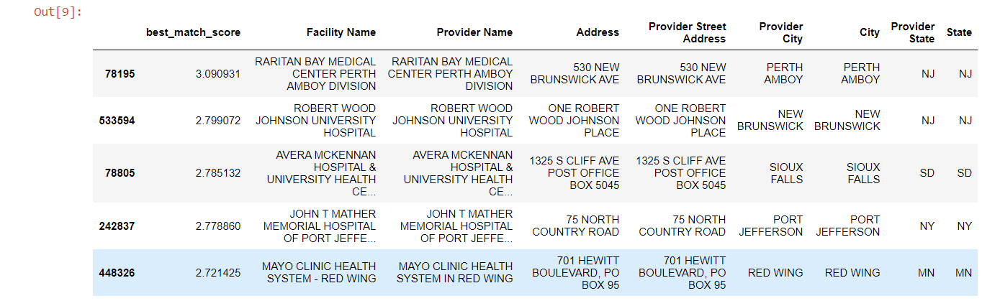 Out[9]:
best_match_score Facility Name Provider Name Address Provider Street Address Provider City City Provider State State
78195 3.090931 RARITAN BAY MEDICAL CENTER PERTH AMBOY DIVISION RARITAN BAY MEDICAL CENTER PERTH AMBOY DIVISION 530 NEW BRUNSWICK AVE 530 NEW BRUNSWICK AVE PERTH AMBOY PERTH AMBOY NJ NJ
533594 2.799072 ROBERT WOOD JOHNSON UNIVERSITY HOSPITAL ROBERT WOOD JOHNSON UNIVERSITY HOSPITAL ONE ROBERT WOOD JOHNSON PLACE ONE ROBERT WOOD JOHNSON PLACE NEW BRUNSWICK NEW BRUNSWICK NJ NJ
78805 2.785132 AVERA MCKENNAN HOSPITAL & UNIVERSITY HEALTH CE... AVERA MCKENNAN HOSPITAL & UNIVERSITY HEALTH CE... 1325 S CLIFF AVE POST OFFICE BOX 5045 1325 S CLIFF AVE POST OFFICE BOX 5045 SIOUX FALLS SIOUX FALLS SD SD
242837 2.778860 JOHN T MATHER MEMORIAL HOSPITAL OF PORT JEFFE... JOHN T MATHER MEMORIAL HOSPITAL OF PORT JEFFE... 75 NORTH COUNTRY ROAD 75 NORTH COUNTRY ROAD PORT JEFFERSON PORT JEFFERSON NY NY
448326 2.721425 MAYO CLINIC HEALTH SYSTEM - RED WING MAYO CLINIC HEALTH SYSTEM IN RED WING 701 HEWITT BOULEVARD, PO BOX 95 701 HEWITT BOULEVARD, PO BOX 95 RED WING RED WING MN MN